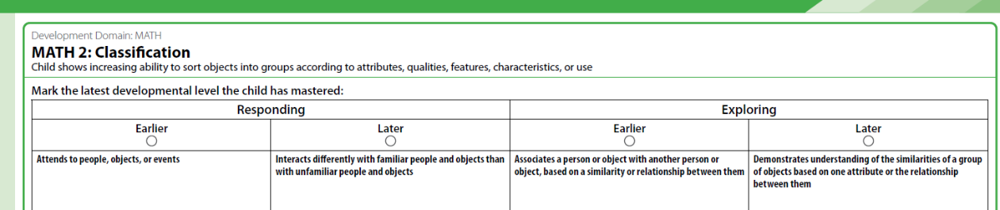 Development Domain: MATH
MATH 2: Classification
Child shows increasing ability to sort objects into groups according to attributes, qualities, features, characteristics, or use
Mark the latest developmental level the child has mastered:
Responding
Exploring
Earlier
Later
Earlier
Later
Attends to people, objects, or events
Interacts differently with familiar people and objects than
with unfamiliar people and objects
Associates a person or object with another person or
object, based on a similarity or relationship between them
Demonstrates understanding of the similarities of a group
of objects based on one attribute or the relationship
between them